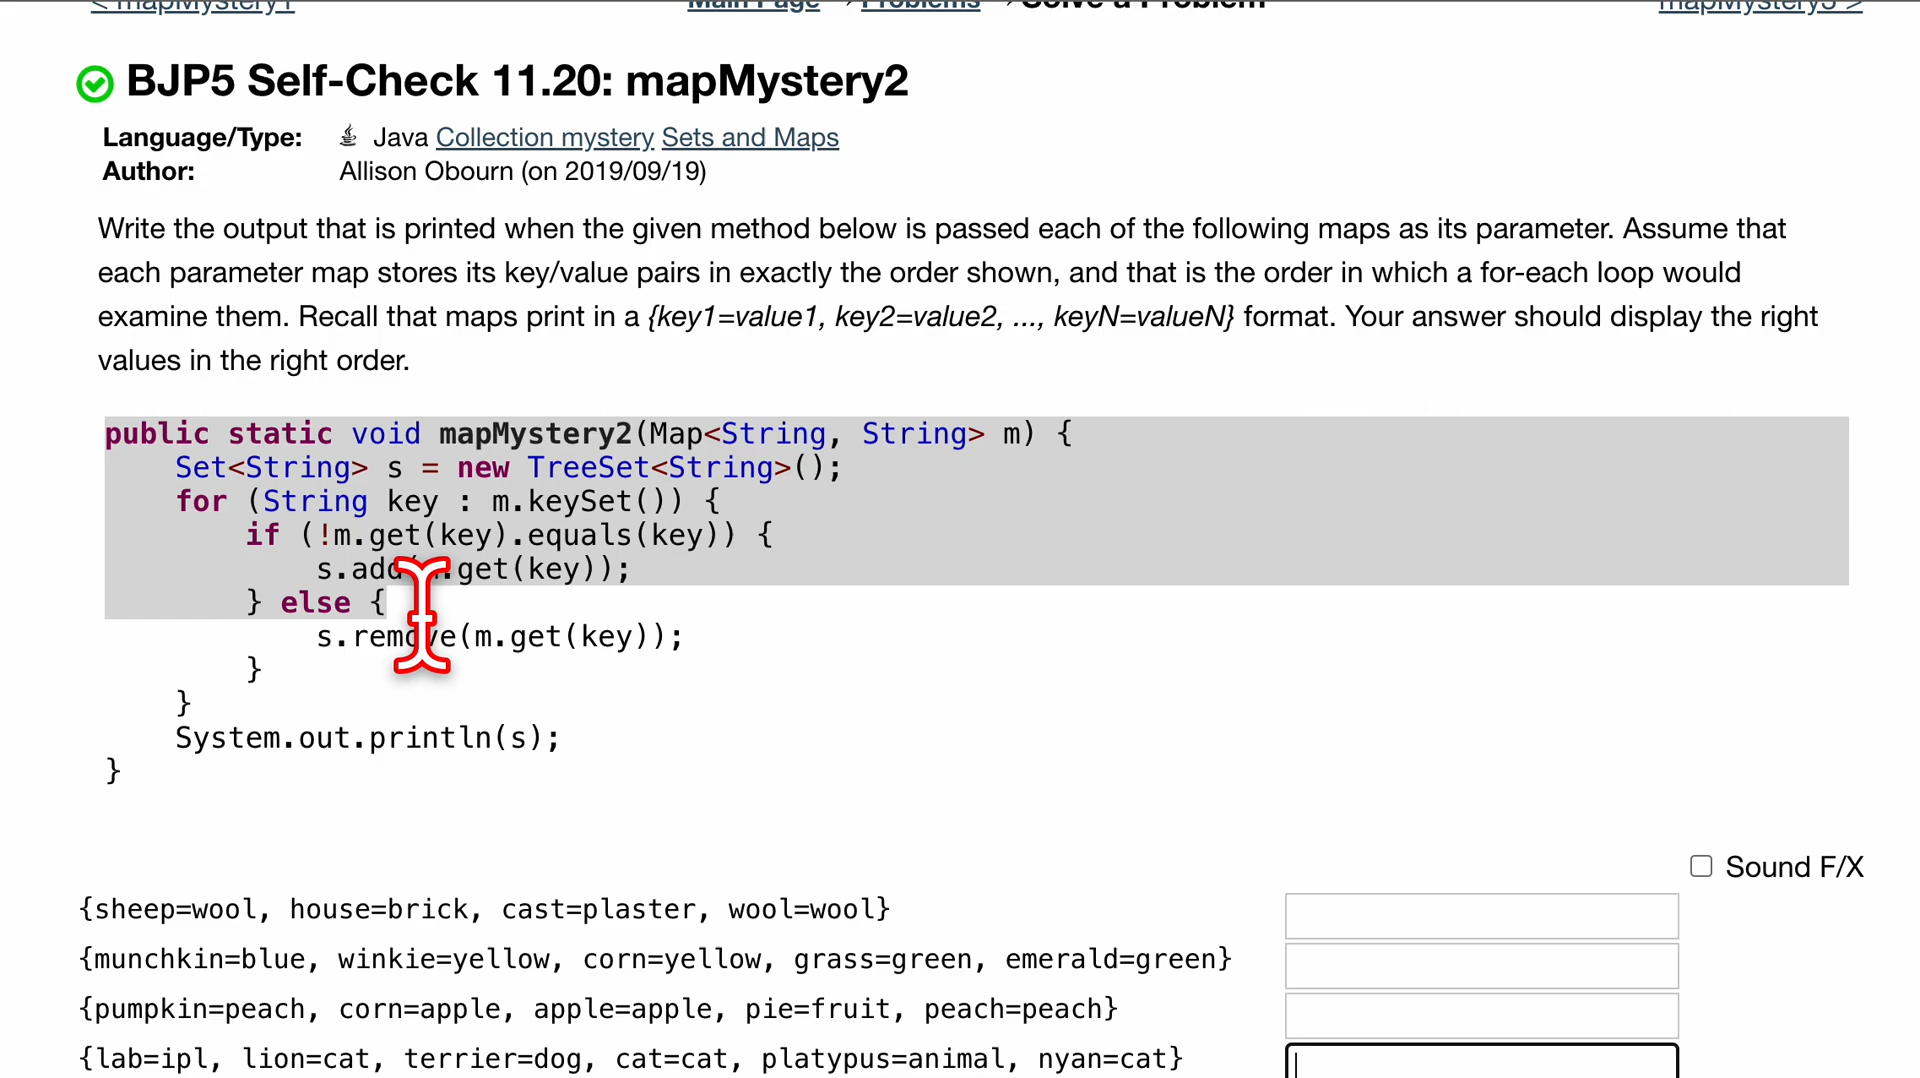 < mapMystery1 Main Page → Problems → Solve a Problem mapMystery3 >
BJP5 Self-Check 11.20: mapMystery2
Language/Type: Java Collection mystery Sets and Maps
Author: Allison Obourn (on 2019/09/19)
Write the output that is printed when the given method below is passed each of the following maps as its parameter. Assume that
each parameter map stores its key/value pairs in exactly the order shown, and that is the order in which a for-each loop would
examine them. Recall that maps print in a {key1=value1, key2=value2, ..., keyN=valueN} format. Your answer should display the right
values in the right order.
public static void mapMystery2(Map<String, String> m) {
    Set<String> s = new TreeSet<String>();
    for (String key : m.keySet()) {
        if (!m.get(key).equals(key)) {
            s.add(m.get(key));
        } else {
            s.remove(m.get(key));
        }
    }
    System.out.println(s);
}
Sound F/X
{sheep=wool, house=brick, cast=plaster, wool=wool}
{munchkin=blue, winkie=yellow, corn=yellow, grass=green, emerald=green}
{pumpkin=peach, corn=apple, apple=apple, pie=fruit, peach=peach}
{lab=ipl, lion=cat, terrier=dog, cat=cat, platypus=animal, nyan=cat}